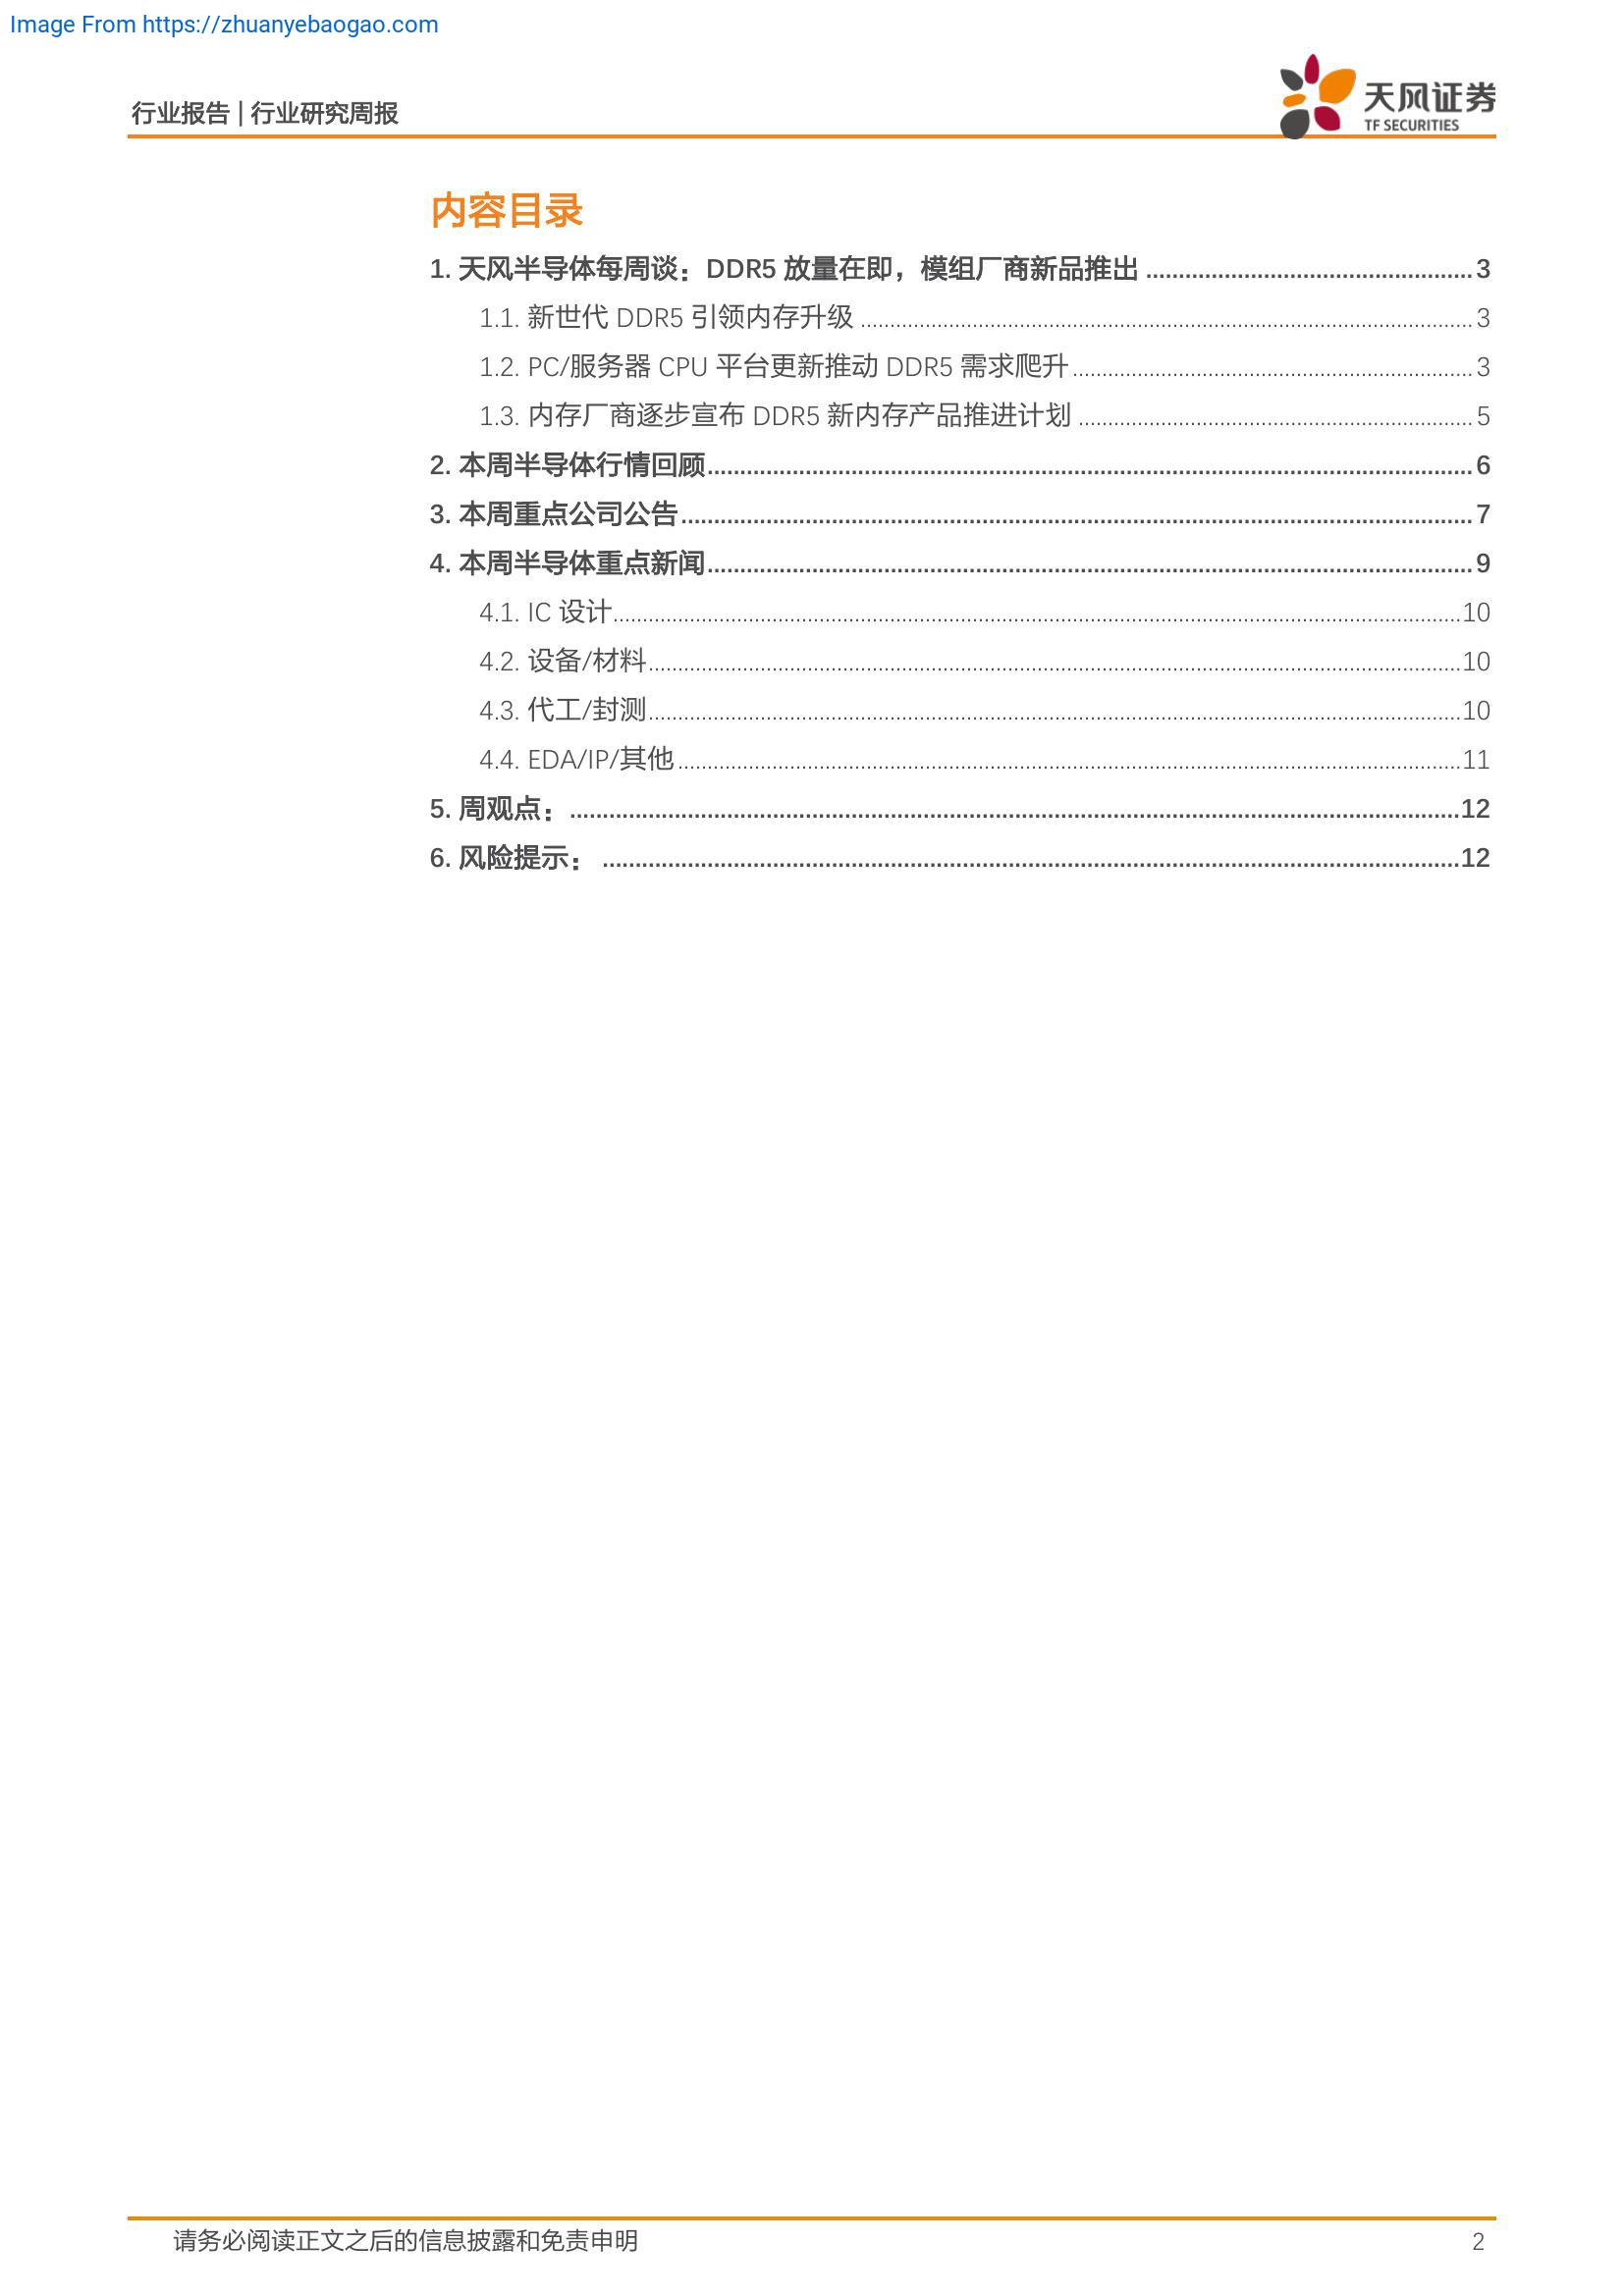 Image From https://zhuanyebaogao.com
行业报告 | 行业研究周报
天风证券
TF SECURITIES
内容目录
1. 天风半导体每周谈：DDR5 放量在即，模组厂商新品推出 ................................................ 3
1.1. 新世代 DDR5 引领内存升级 ................................................ 3
1.2. PC/服务器 CPU 平台更新推动 DDR5 需求爬升 ................................................ 3
1.3. 内存厂商逐步宣布 DDR5 新内存产品推进计划 ................................................ 5
2. 本周半导体行情回顾 ................................................ 6
3. 本周重点公司公告 ................................................ 7
4. 本周半导体重点新闻 ................................................ 9
4.1. IC 设计 ................................................ 10
4.2. 设备/材料 ................................................ 10
4.3. 代工/封测 ................................................ 10
4.4. EDA/IP/其他 ................................................ 11
5. 周观点： ................................................ 12
6. 风险提示： ................................................ 12
请务必阅读正文之后的信息披露和免责申明
2